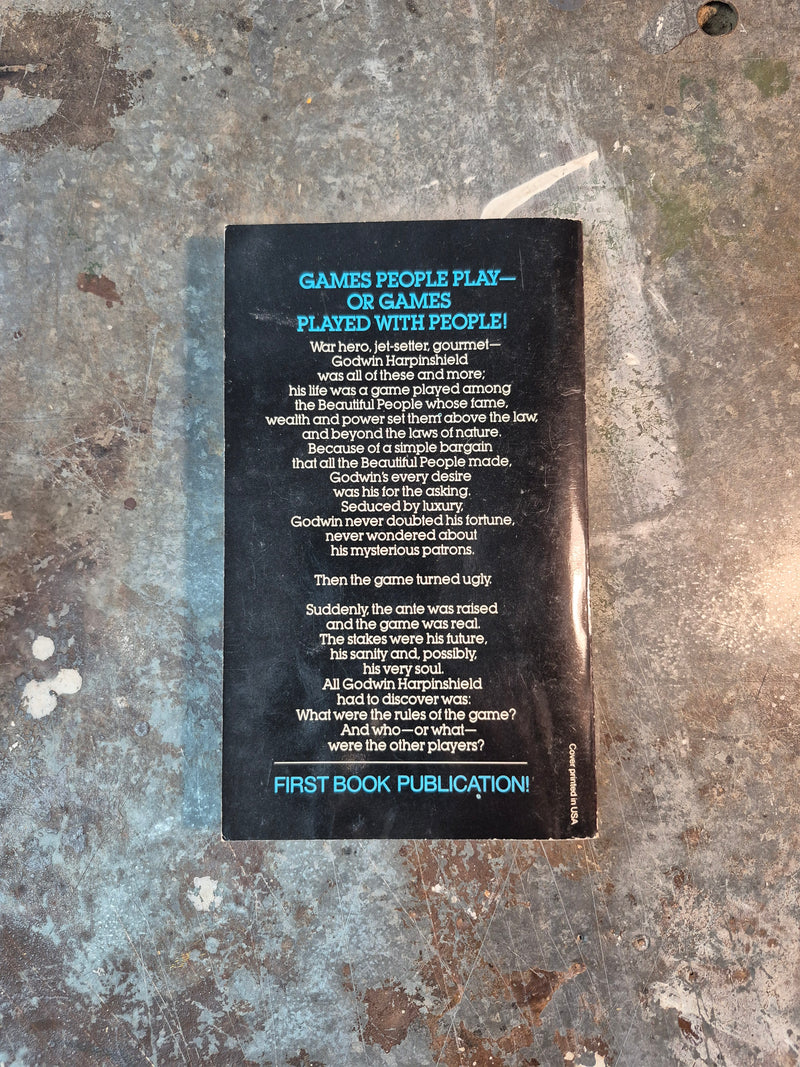 GAMES PEOPLE PLAY—
OR GAMES
PLAYED WITH PEOPLE!
War hero, jet-setter, gourmet—
Godwin Harpinshield
was all of these and more;
his life was a game played among
the Beautiful People whose fame,
wealth and power set them above the law,
and beyond the laws of nature.
Because of a simple bargain
that all the Beautiful People made,
Godwin's every desire
was his for the asking.
Seduced by luxury,
Godwin never doubted his fortune,
never wondered about
his mysterious patrons.
Then the game turned ugly.
Suddenly, the ante was raised
and the game was real.
The stakes were his future,
his sanity and, possibly,
his very soul.
All Godwin Harpinshield
had to discover was:
What were the rules of the game?
And who—or what—
were the other players?
FIRST BOOK PUBLICATION!
Cover printed in USA